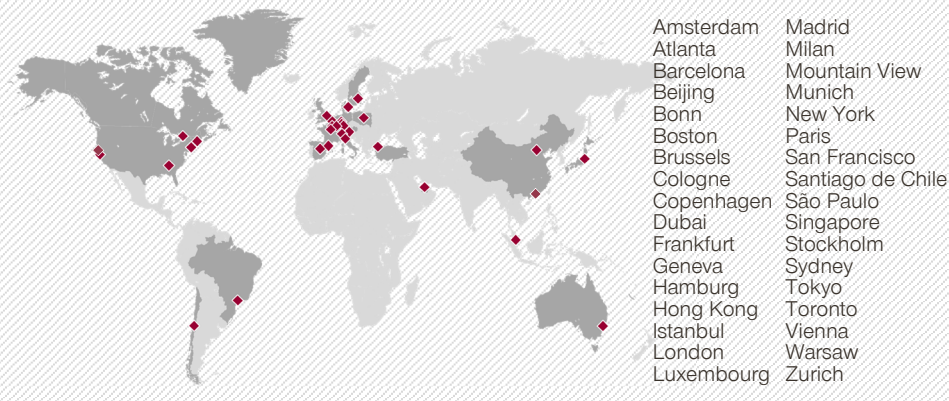 Amsterdam
Atlanta
Barcelona
Beijing
Bonn
Boston
Brussels
Cologne
Copenhagen
Dubai
Frankfurt
Geneva
Hamburg
Hong Kong
Istanbul
London
Luxembourg
Madrid
Milan
Mountain View
Munich
New York
Paris
San Francisco
Santiago de Chile
São Paulo
Singapore
Stockholm
Sydney
Tokyo
Toronto
Vienna
Warsaw
Zurich